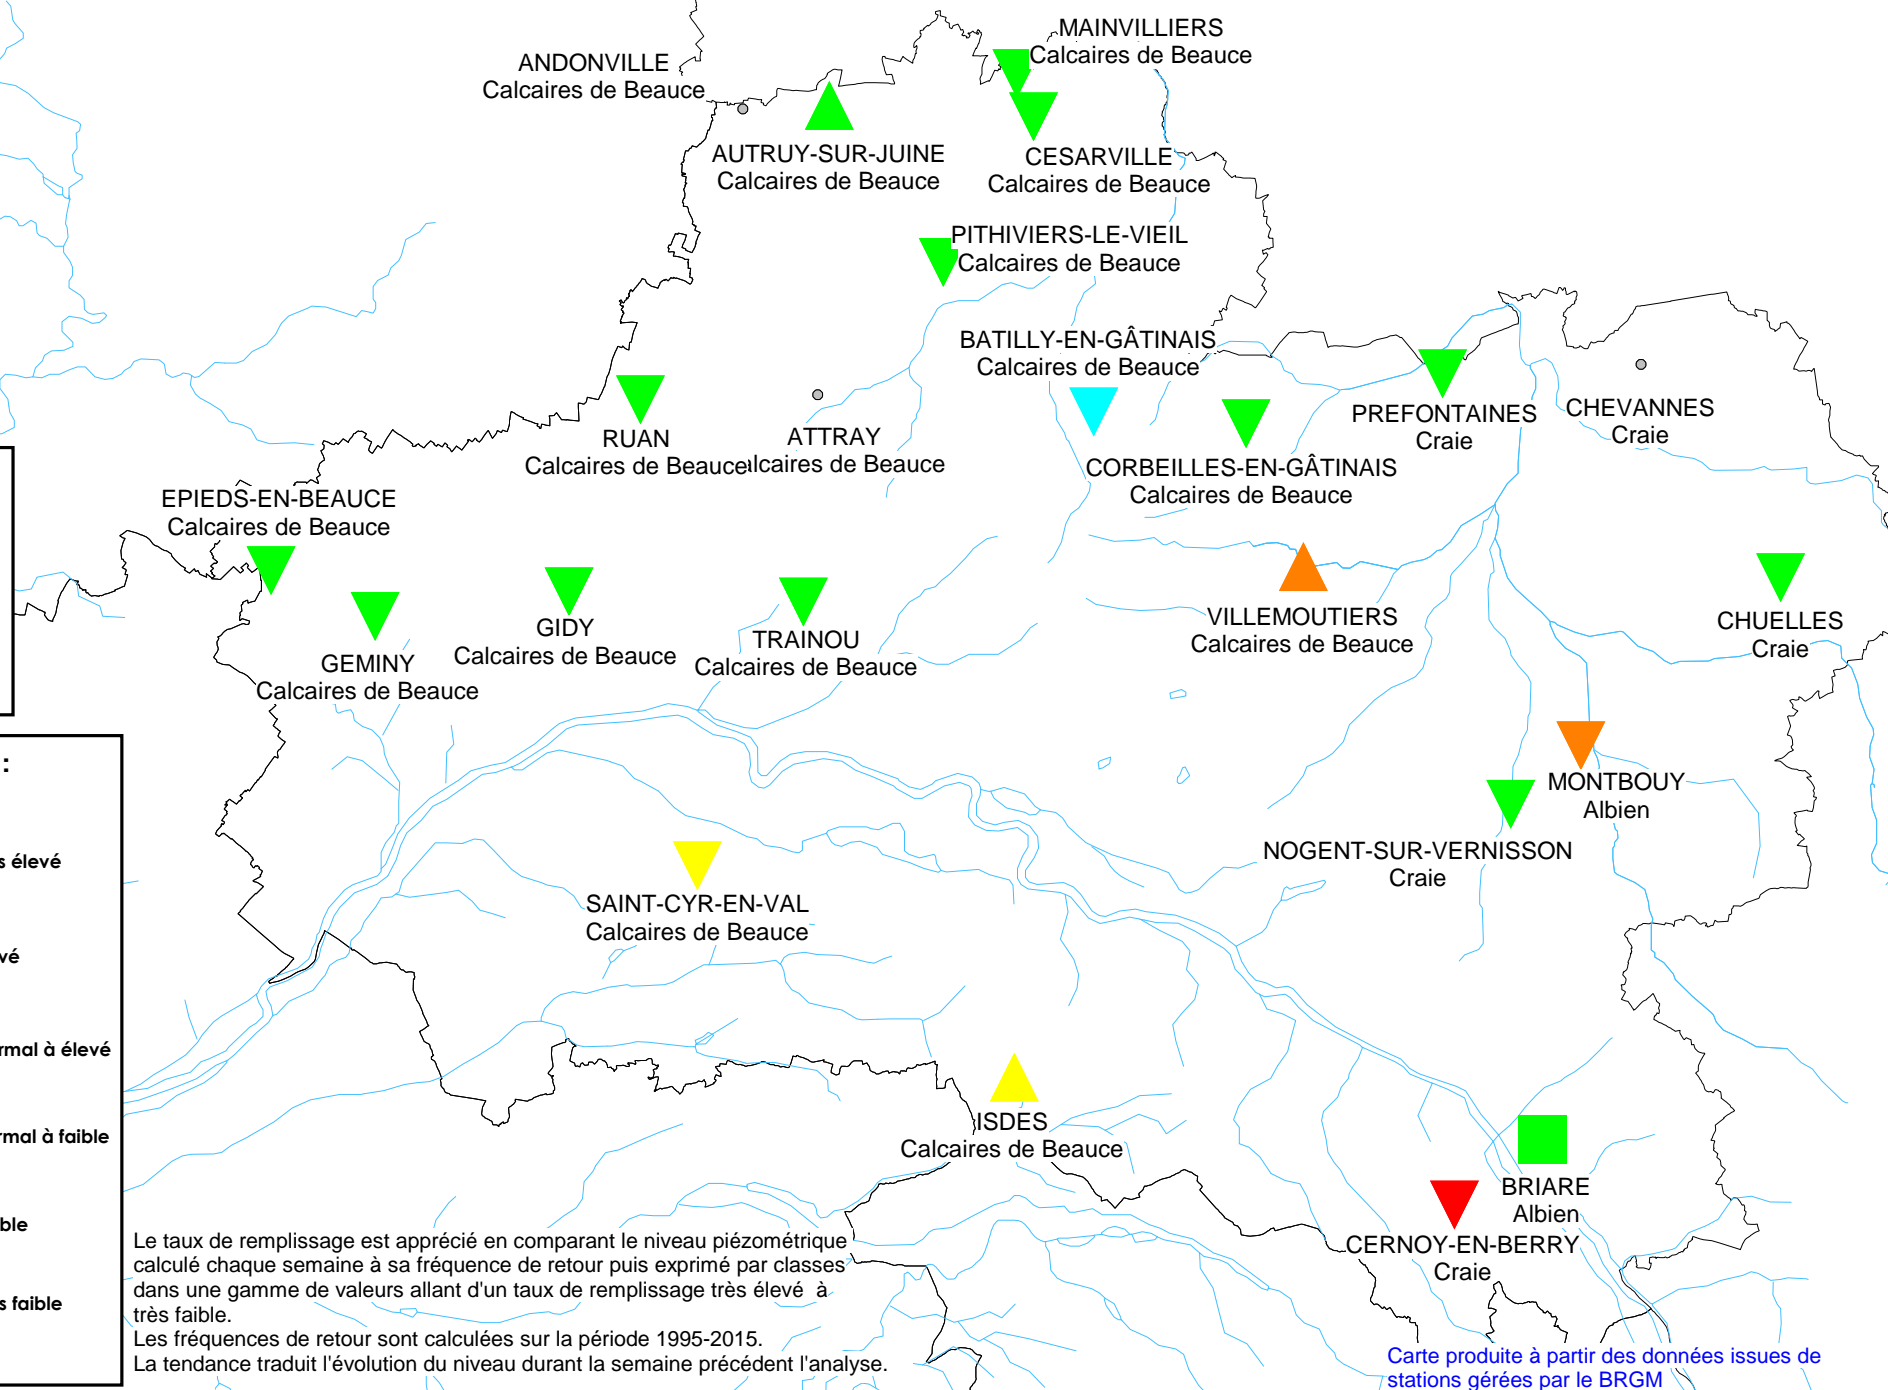 MAINVILLIERS
Calcaires de Beauce
ANDONVILLE
Calcaires de Beauce
AUTRUY-SUR-JUINE
Calcaires de Beauce
CESARVILLE
Calcaires de Beauce
PITHIVIERS-LE-VIEIL
Calcaires de Beauce
BATILLY-EN-GÂTINAIS
Calcaires de Beauce
PREFONTAINES
Craie
CHEVANNES
Craie
RUAN
Calcaires de Beauce
ATTRAY
lcaires de Beauce
CORBEILLES-EN-GÂTINAIS
Calcaires de Beauce
EPIEDS-EN-BEAUCE
Calcaires de Beauce
GEMINY
Calcaires de Beauce
GIDY
Calcaires de Beauce
TRAINOU
Calcaires de Beauce
VILLEMOUTIERS
Calcaires de Beauce
CHUELLES
Craie
MONTBOUY
Albien
NOGENT-SUR-VERNISSON
Craie
SAINT-CYR-EN-VAL
Calcaires de Beauce
ISDES
Calcaires de Beauce
BRIARE
Albien
CERNOY-EN-BERRY
Craie
:
s élevé
vé
rmal à élevé
rmal à faible
ble
s faible
Le taux de remplissage est apprécié en comparant le niveau piézométrique
calculé chaque semaine à sa fréquence de retour puis exprimé par classes
dans une gamme de valeurs allant d'un taux de remplissage très élevé à
très faible.
Les fréquences de retour sont calculées sur la période 1995-2015.
La tendance traduit l'évolution du niveau durant la semaine précédent l'analyse.
Carte produite à partir des données issues de
stations gérées par le BRGM